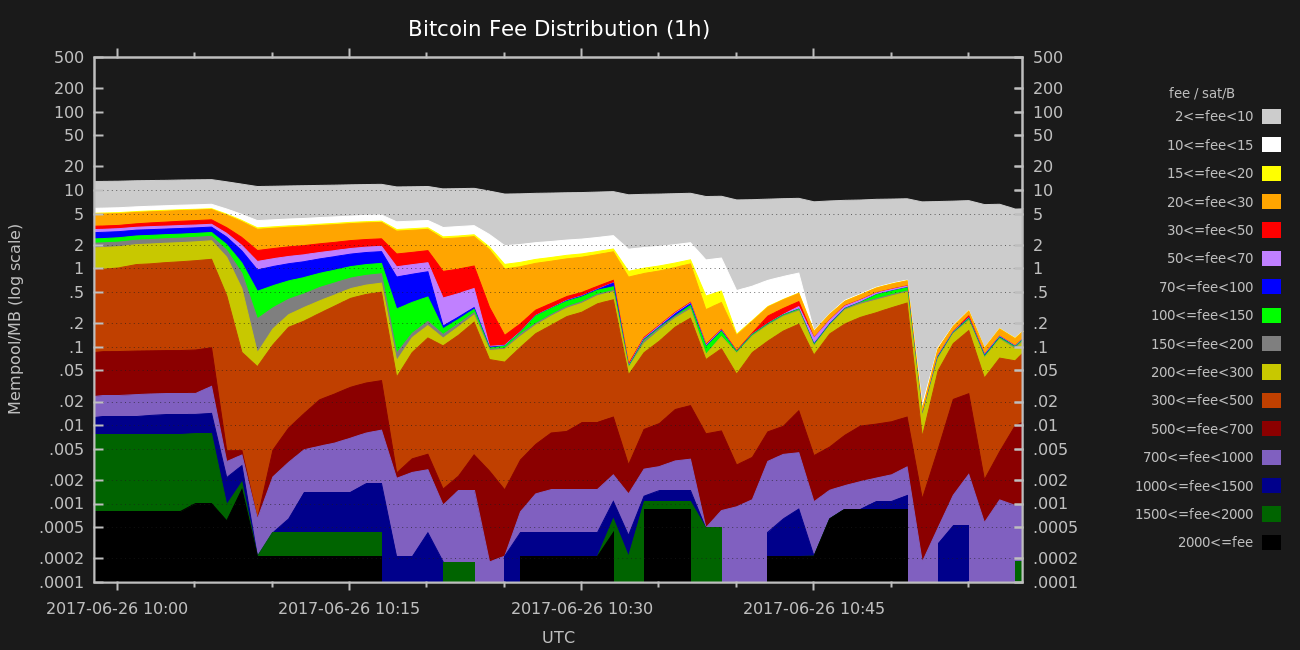 Bitcoin Fee Distribution (1h)
Mempool/MB (log scale)
500
200
100
50
20
10
5
2
1
.5
.2
.1
.05
.02
.01
.005
.002
.001
.0005
.0002
.0001
500
200
100
50
20
10
5
2
1
.5
.2
.1
.05
.02
.01
.005
.002
.001
.0005
.0002
.0001
fee / sat/B
2<=fee<10
10<=fee<15
15<=fee<20
20<=fee<30
30<=fee<50
50<=fee<70
70<=fee<100
100<=fee<150
150<=fee<200
200<=fee<300
300<=fee<500
500<=fee<700
700<=fee<1000
1000<=fee<1500
1500<=fee<2000
2000<=fee
2017-06-26 10:00 2017-06-26 10:15 2017-06-26 10:30 2017-06-26 10:45
UTC